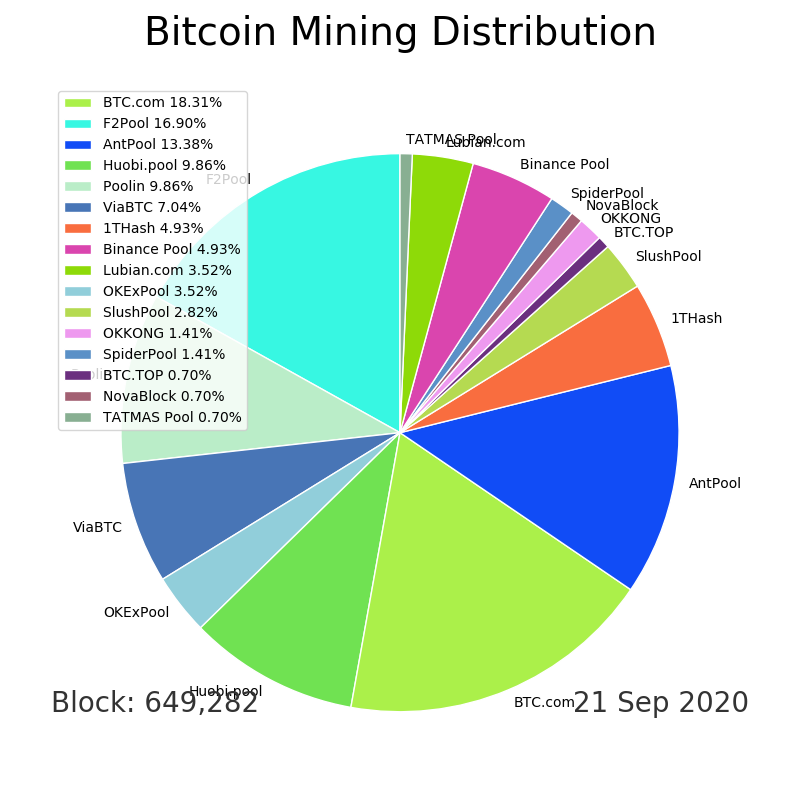 Bitcoin Mining Distribution
BTC.com 18.31%
F2Pool 16.90%
AntPool 13.38%
Huobi.pool 9.86%
Poolin 9.86%
ViaBTC 7.04%
1THash 4.93%
Binance Pool 4.93%
Lubian.com 3.52%
OKExPool 3.52%
SlushPool 2.82%
OKKONG 1.41%
SpiderPool 1.41%
BTC.TOP 0.70%
NovaBlock 0.70%
TATMAS Pool 0.70%
TATMAS Pool
Lubian.com
Binance Pool
SpiderPool
NovaBlock
OKKONG
BTC.TOP
SlushPool
1THash
AntPool
BTC.com
Huobi.pool
OKExPool
ViaBTC
Poolin
F2Pool
Block: 649,282
21 Sep 2020